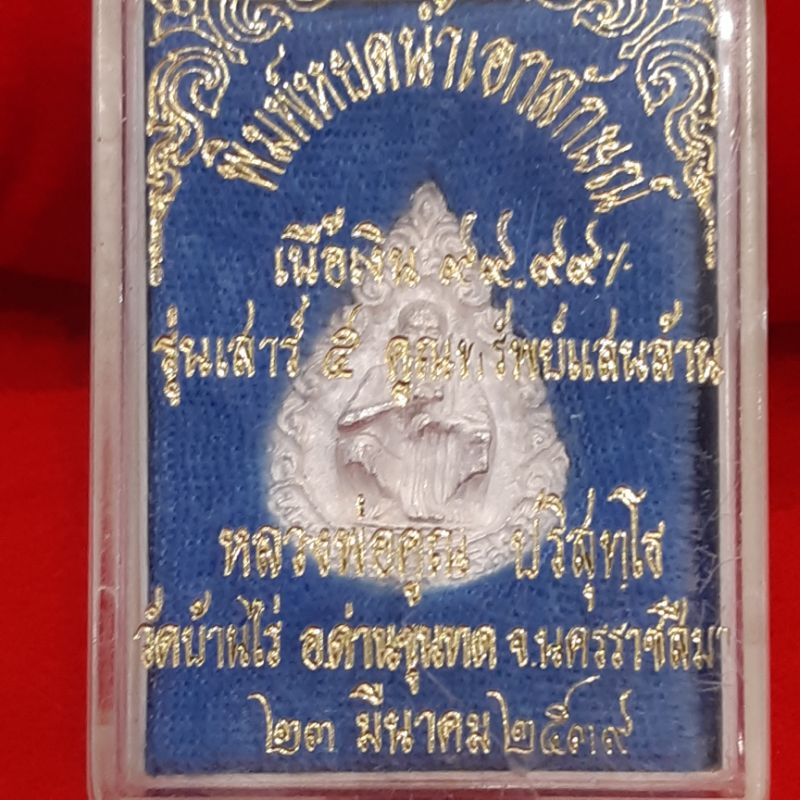 พิมพ์หยดน้ำเอกลักษณ์
เนื้อเงิน ๙๙.๙๙%
รุ่นเสาร์ ๕ คูณทรัพย์แสนล้าน
หลวงพ่อคูณ ปริสุทฺโธ
วัดบ้านไร่ อ.ด่านขุนทด จ.นครราชสีมา
๒๓ มีนาคม ๒๕๓๙